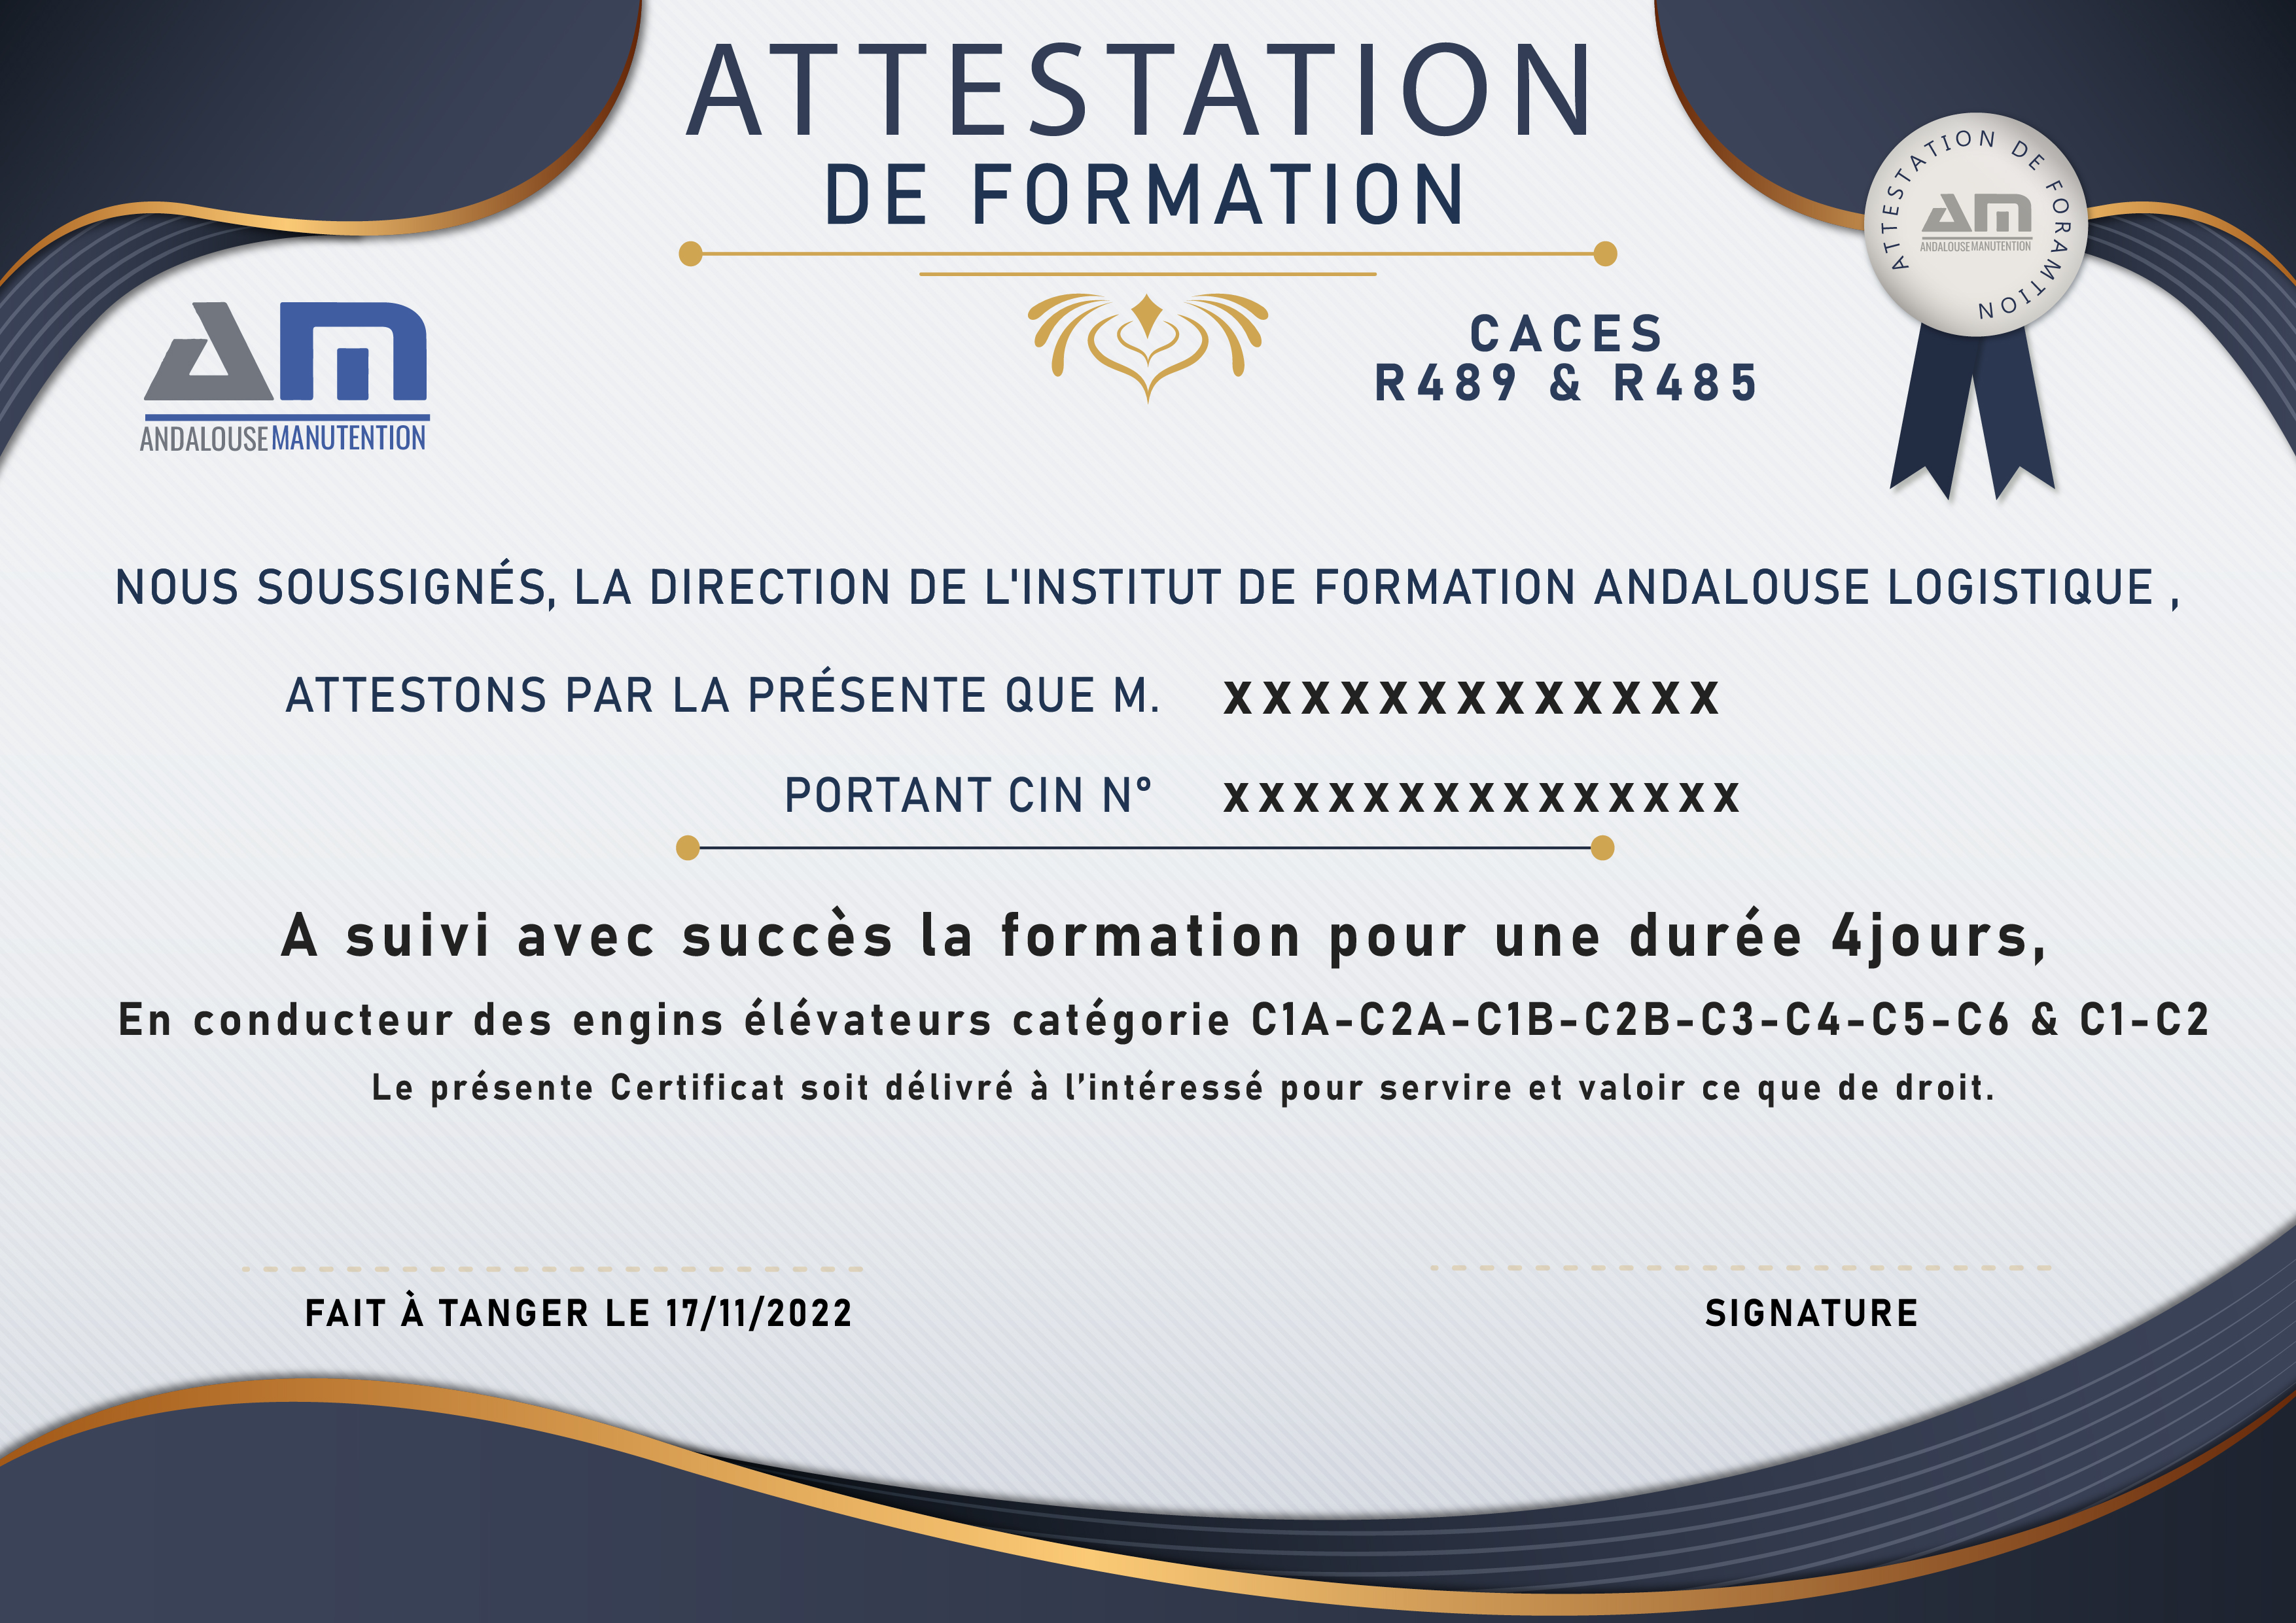 ATTESTATION
DE FORMATION
ATTESTATION DE FORAMTION
AM
ANDALOUSE MANUTENTION
CACES
R489 & R485
AM
ANDALOUSE MANUTENTION
NOUS SOUSSIGNÉS, LA DIRECTION DE L'INSTITUT DE FORMATION ANDALOUSE LOGISTIQUE ,
ATTESTONS PAR LA PRÉSENTE QUE M. XXXXXXXXXXXXX
PORTANT CIN N° XXXXXXXXXXXXXXX
A suivi avec succès la formation pour une durée 4jours,
En conducteur des engins élévateurs catégorie C1A-C2A-C1B-C2B-C3-C4-C5-C6 & C1-C2
Le présente Certificat soit délivré à l’intéressé pour servire et valoir ce que de droit.
FAIT À TANGER LE 17/11/2022
SIGNATURE